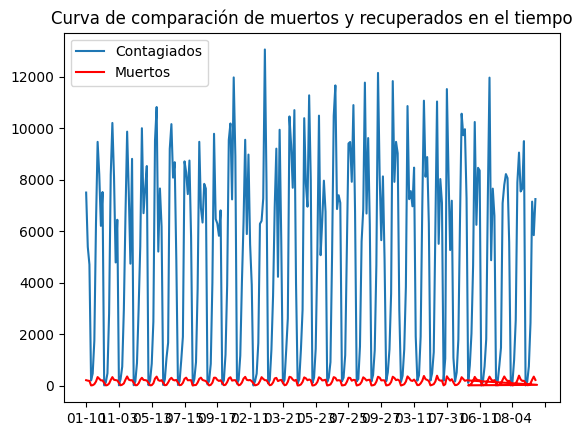 Curva de comparación de muertos y recuperados en el tiempo
Contagiados
Muertos
12000
10000
8000
6000
4000
2000
0
01-10 11-03 05-13 07-15 09-17 02-11 03-21 05-23 07-25 09-27 03-11 07-31 06-11 08-04